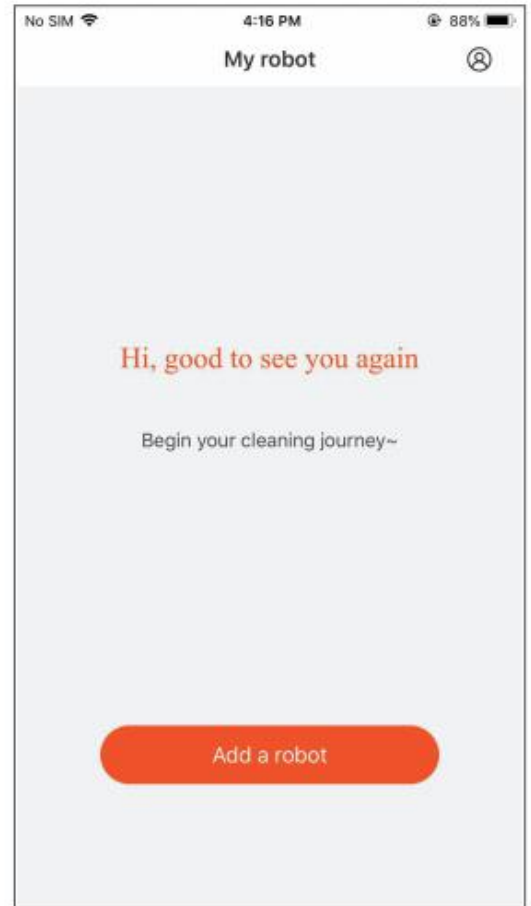 No SIM 4:16 PM 88%
My robot
Hi, good to see you again
Begin your cleaning journey~
Add a robot